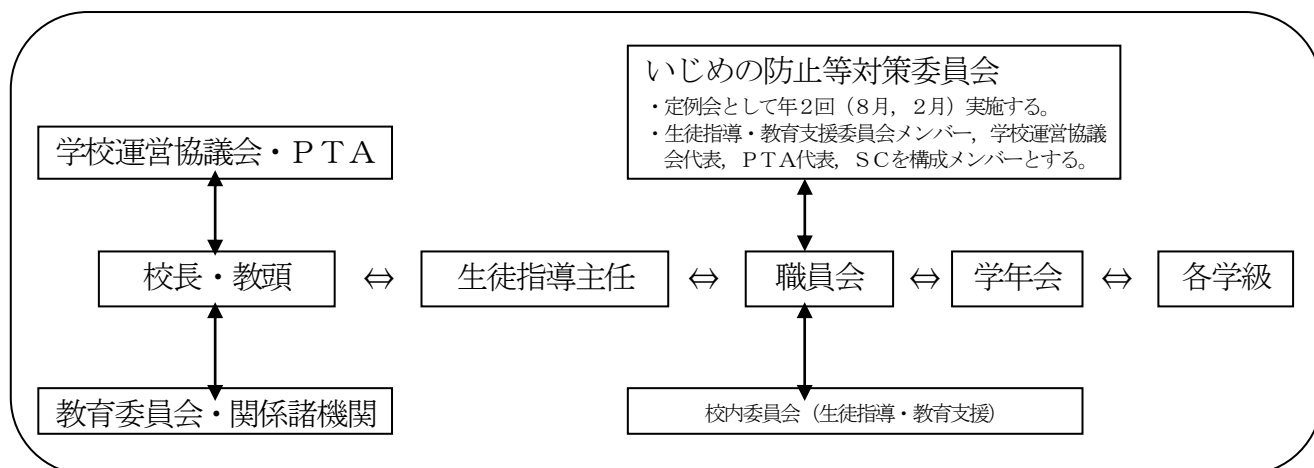 いじめの防止等対策委員会
・定例会として年２回（８月，２月）実施する。
・生徒指導・教育支援委員会メンバー，学校運営協議
会代表，ＰＴＡ代表，ＳＣを構成メンバーとする。
学校運営協議会・ＰＴＡ
校長・教頭 ⇔ 生徒指導主任 ⇔ 職員会 ⇔ 学年会 ⇔ 各学級
教育委員会・関係諸機関
校内委員会（生徒指導・教育支援）